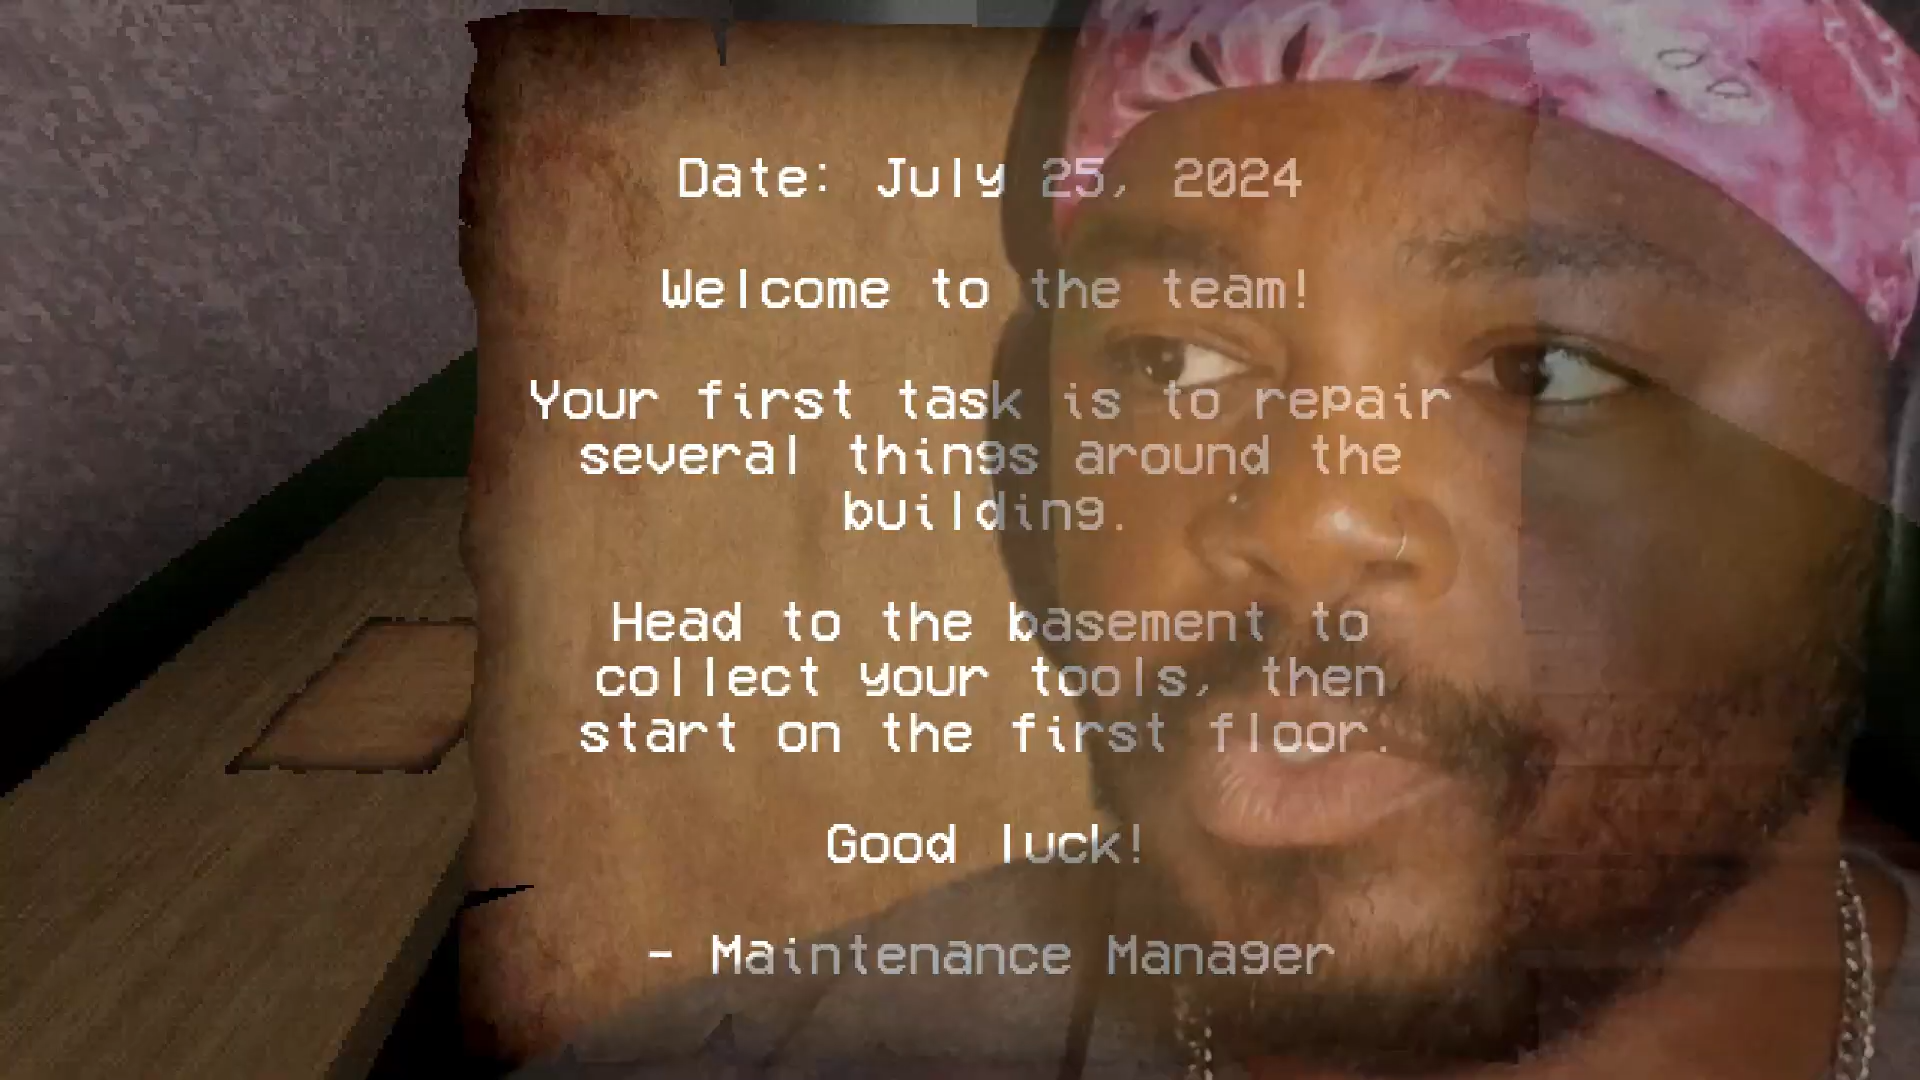 Date: July 25, 2024
Welcome to the team!
Your first task is to repair
several things around the
building.
Head to the basement to
collect your tools, then
start on the first floor.
Good luck!
- Maintenance Manager